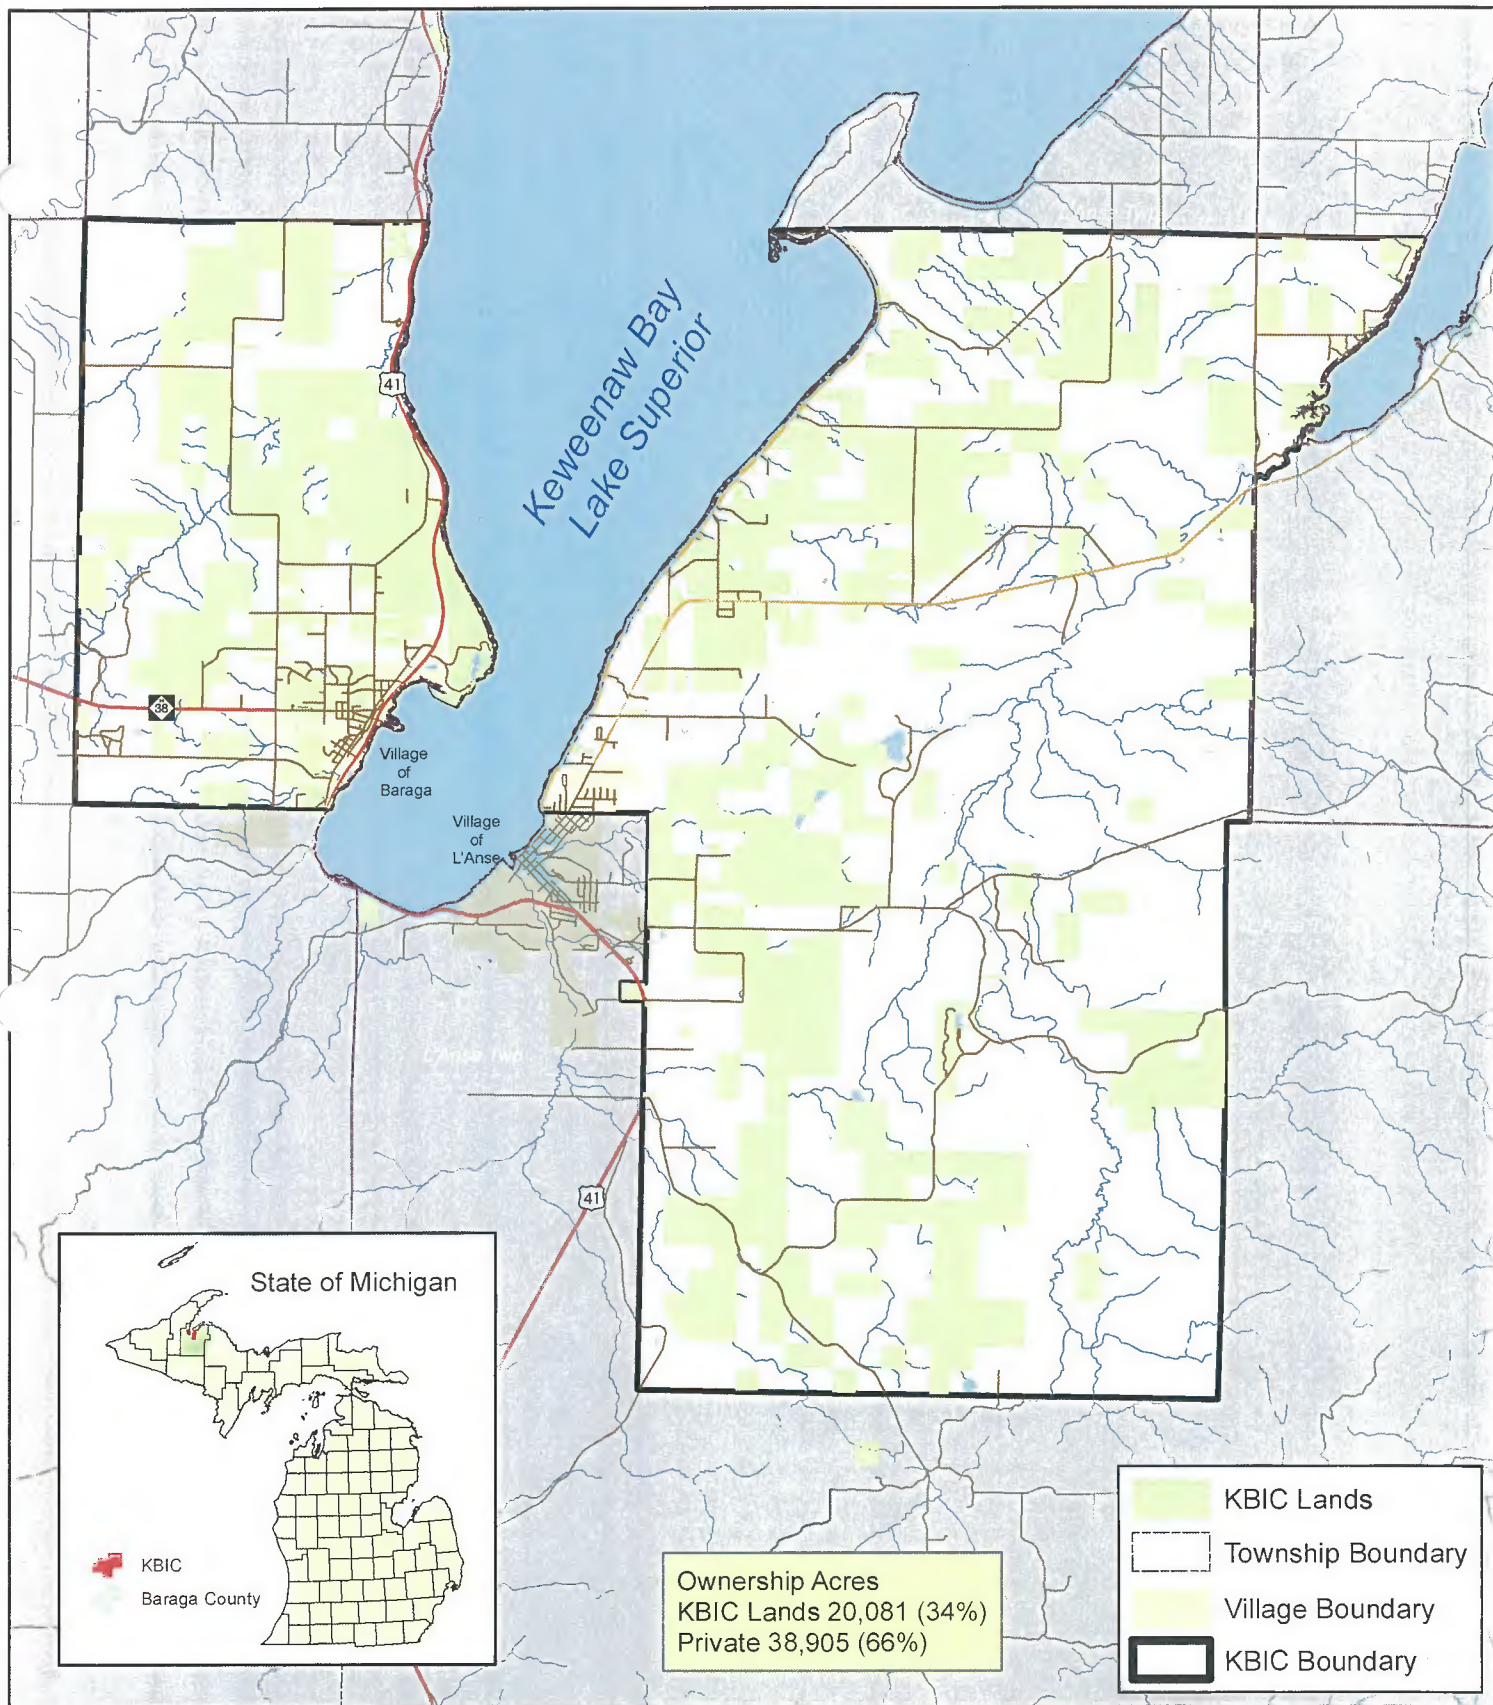 41
Keweenaw Bay
Lake Superior
38
Village
of
Baraga
Village
of
L'Anse
41
State of Michigan
KBIC
Baraga County
Ownership Acres
KBIC Lands 20,081 (34%)
Private 38,905 (66%)
KBIC Lands
Township Boundary
Village Boundary
KBIC Boundary